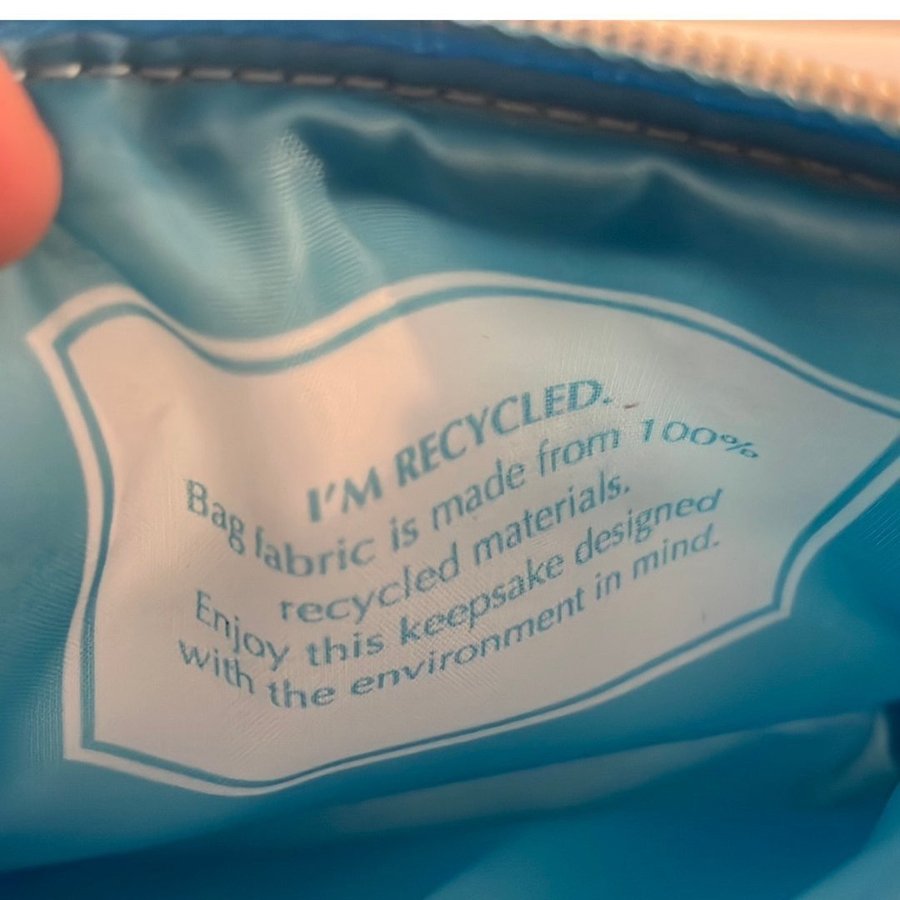 I'M RECYCLED.
Bag fabric is made from 100%
recycled materials.
Enjoy this keepsake designed
with the environment in mind.